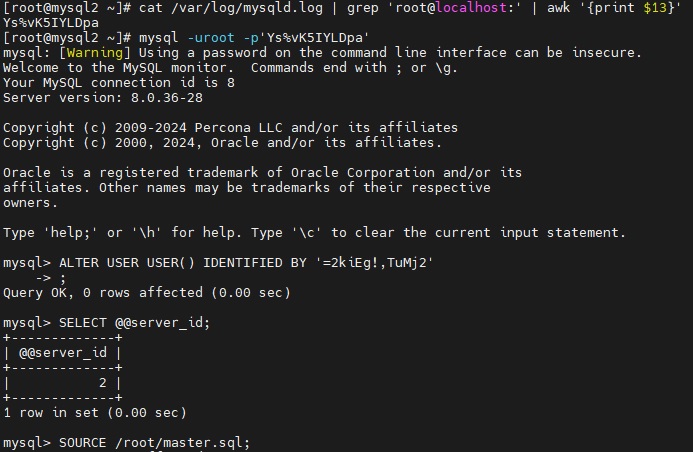 [root@mysql2 ~]# cat /var/log/mysqld.log | grep 'root@localhost:' | awk '{print $13}'
Ys%vK5IYLDpa
[root@mysql2 ~]# mysql -uroot -p'Ys%vK5IYLDpa'
mysql: [Warning] Using a password on the command line interface can be insecure.
Welcome to the MySQL monitor.  Commands end with ; or \g.
Your MySQL connection id is 8
Server version: 8.0.36-28

Copyright (c) 2009-2024 Percona LLC and/or its affiliates
Copyright (c) 2000, 2024, Oracle and/or its affiliates.

Oracle is a registered trademark of Oracle Corporation and/or its
affiliates. Other names may be trademarks of their respective
owners.

Type 'help;' or '\h' for help. Type '\c' to clear the current input statement.

mysql> ALTER USER USER() IDENTIFIED BY '=2kiEg!,TuMj2'
    -> ;
Query OK, 0 rows affected (0.00 sec)

mysql> SELECT @@server_id;
+-------------+
| @@server_id |
+-------------+
|           2 |
+-------------+
1 row in set (0.00 sec)

mysql> SOURCE /root/master.sql;